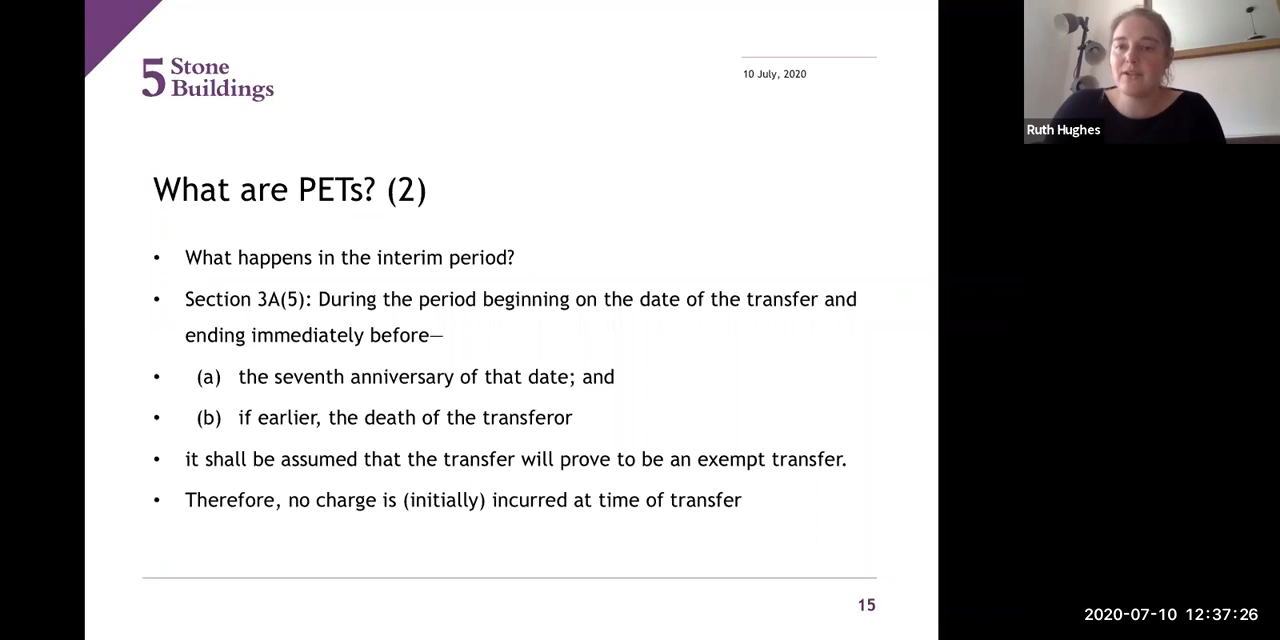 5 Stone
Buildings
10 July, 2020
Ruth Hughes
What are PETs? (2)
• What happens in the interim period?
• Section 3A(5): During the period beginning on the date of the transfer and
ending immediately before—
• (a) the seventh anniversary of that date; and
• (b) if earlier, the death of the transferor
• it shall be assumed that the transfer will prove to be an exempt transfer.
• Therefore, no charge is (initially) incurred at time of transfer
15
2020-07-10 12:37:26